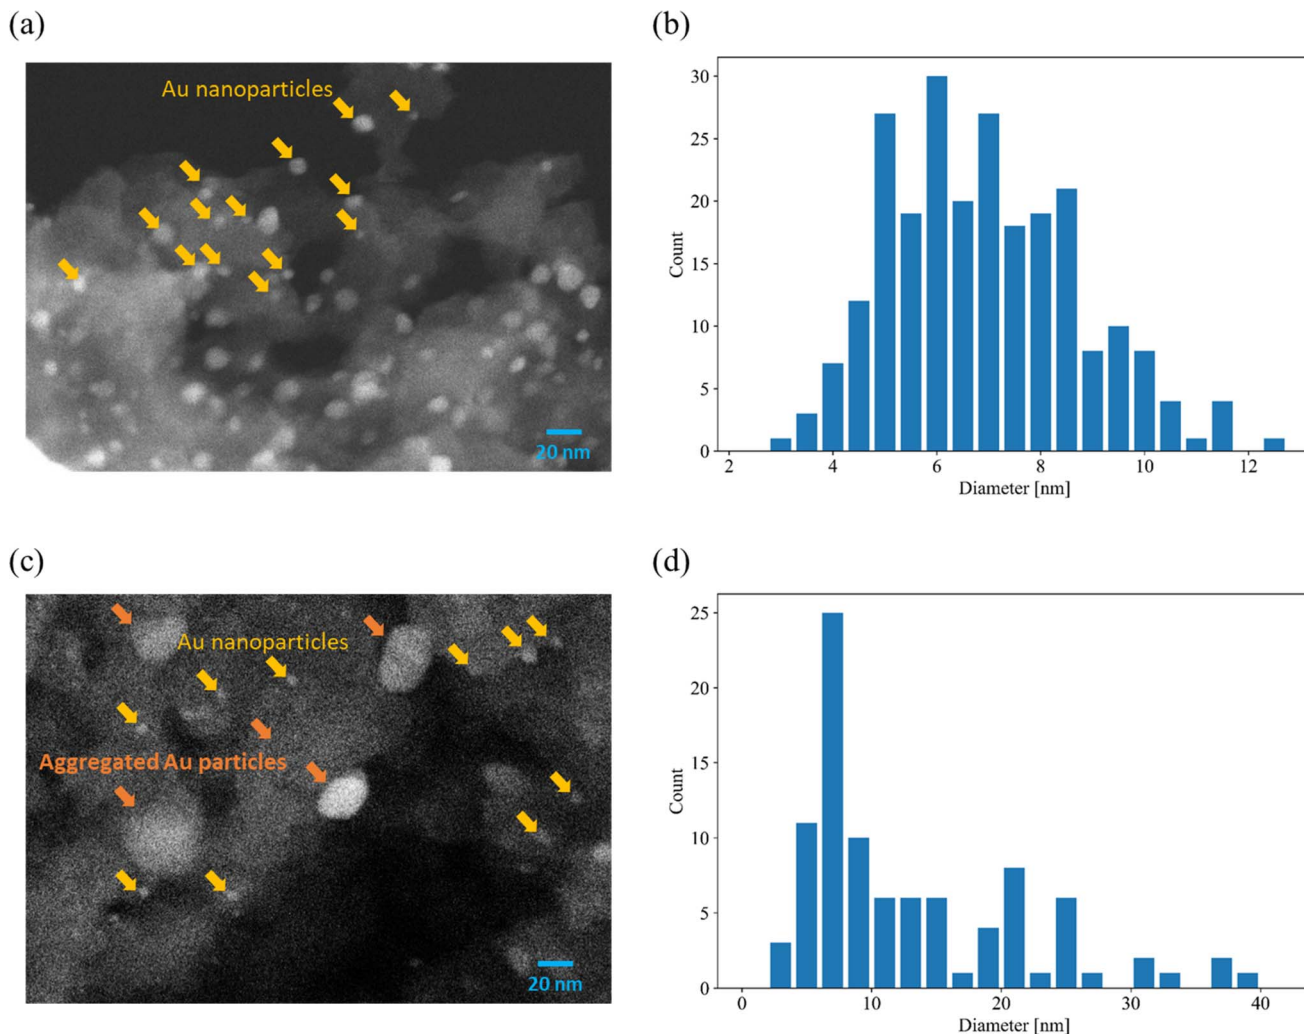 (a)
Au nanoparticles
20 nm
(b)
30
25
20
15
10
5
0
Count
2 4 6 8 10 12
Diameter [nm]
(c)
Au nanoparticles
Aggregated Au particles
20 nm
(d)
25
20
15
10
5
0
Count
0 10 20 30 40
Diameter [nm]